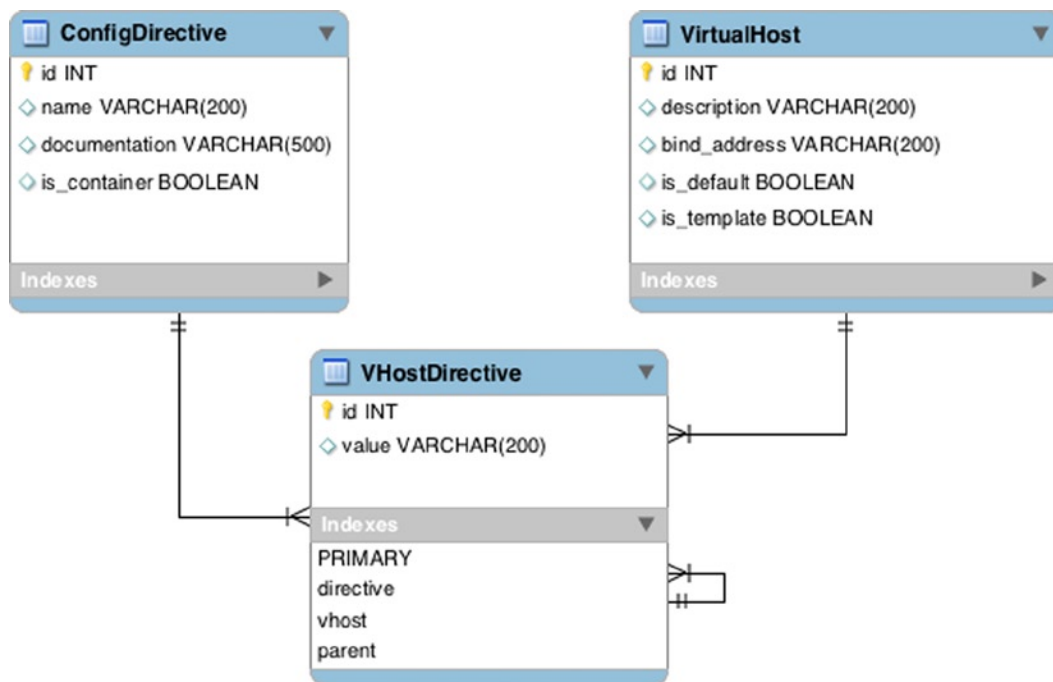 ConfigDirective
id INT
name VARCHAR(200)
documentation VARCHAR(500)
is_container BOOLEAN
Indexes
VirtualHost
id INT
description VARCHAR(200)
bind_address VARCHAR(200)
is_default BOOLEAN
is_template BOOLEAN
Indexes
VHostDirective
id INT
value VARCHAR(200)
Indexes
PRIMARY
directive
vhost
parent